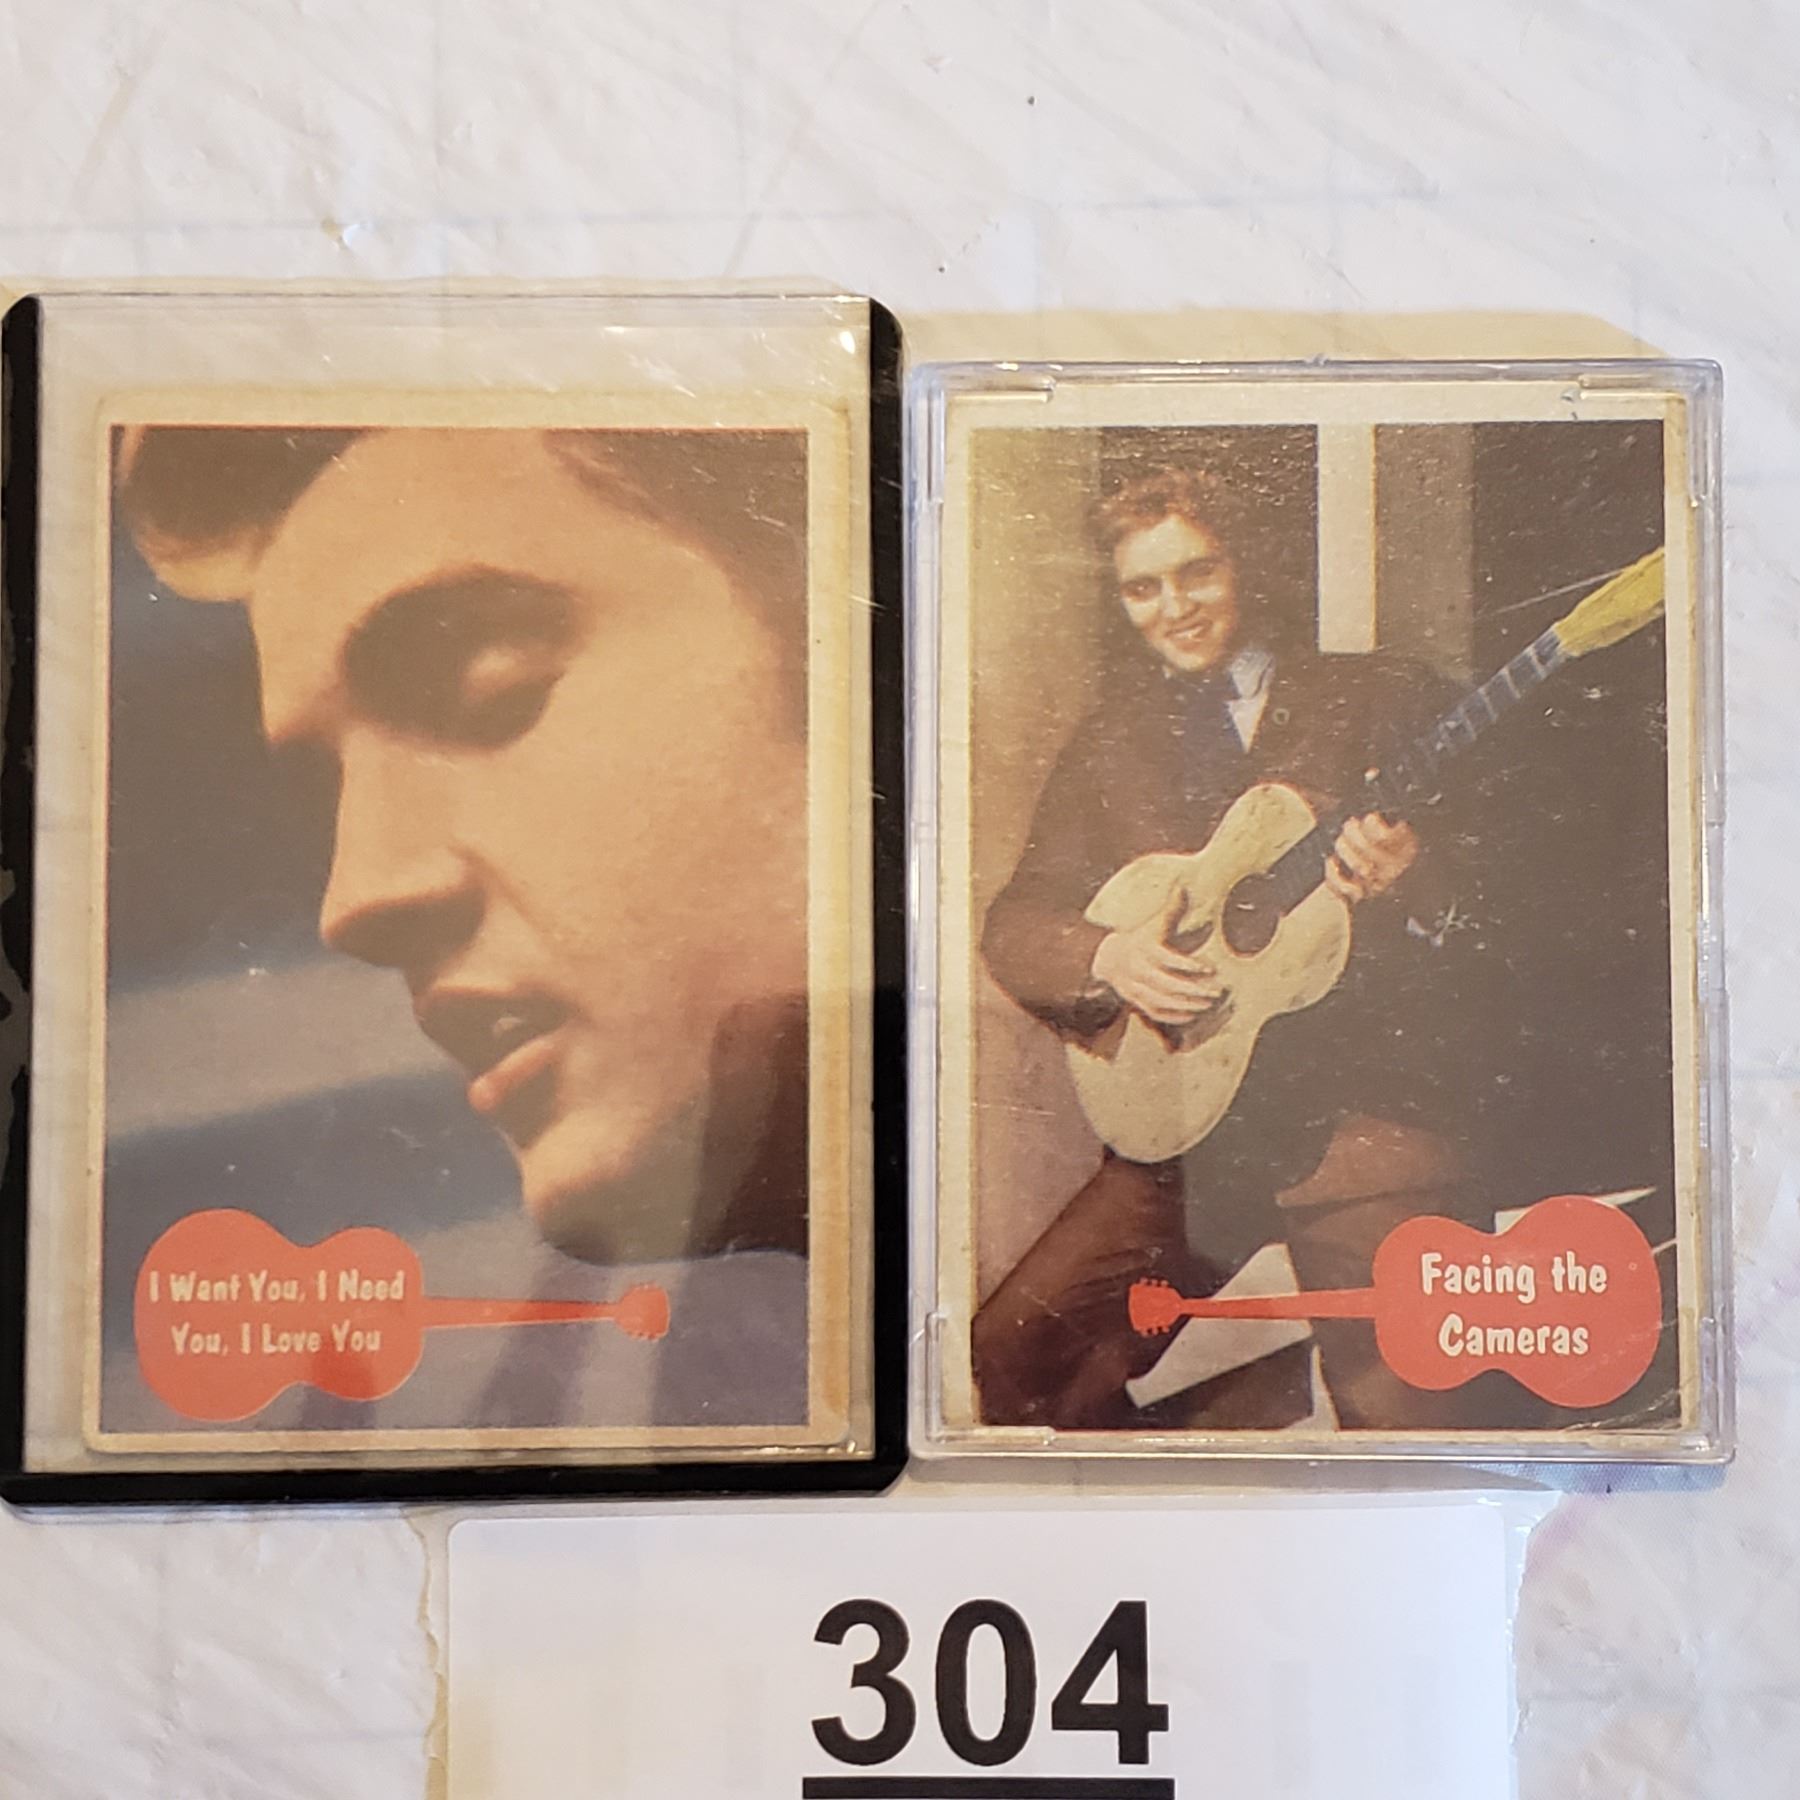 I Want You, I Need
You, I Love You
Facing the
Cameras
304